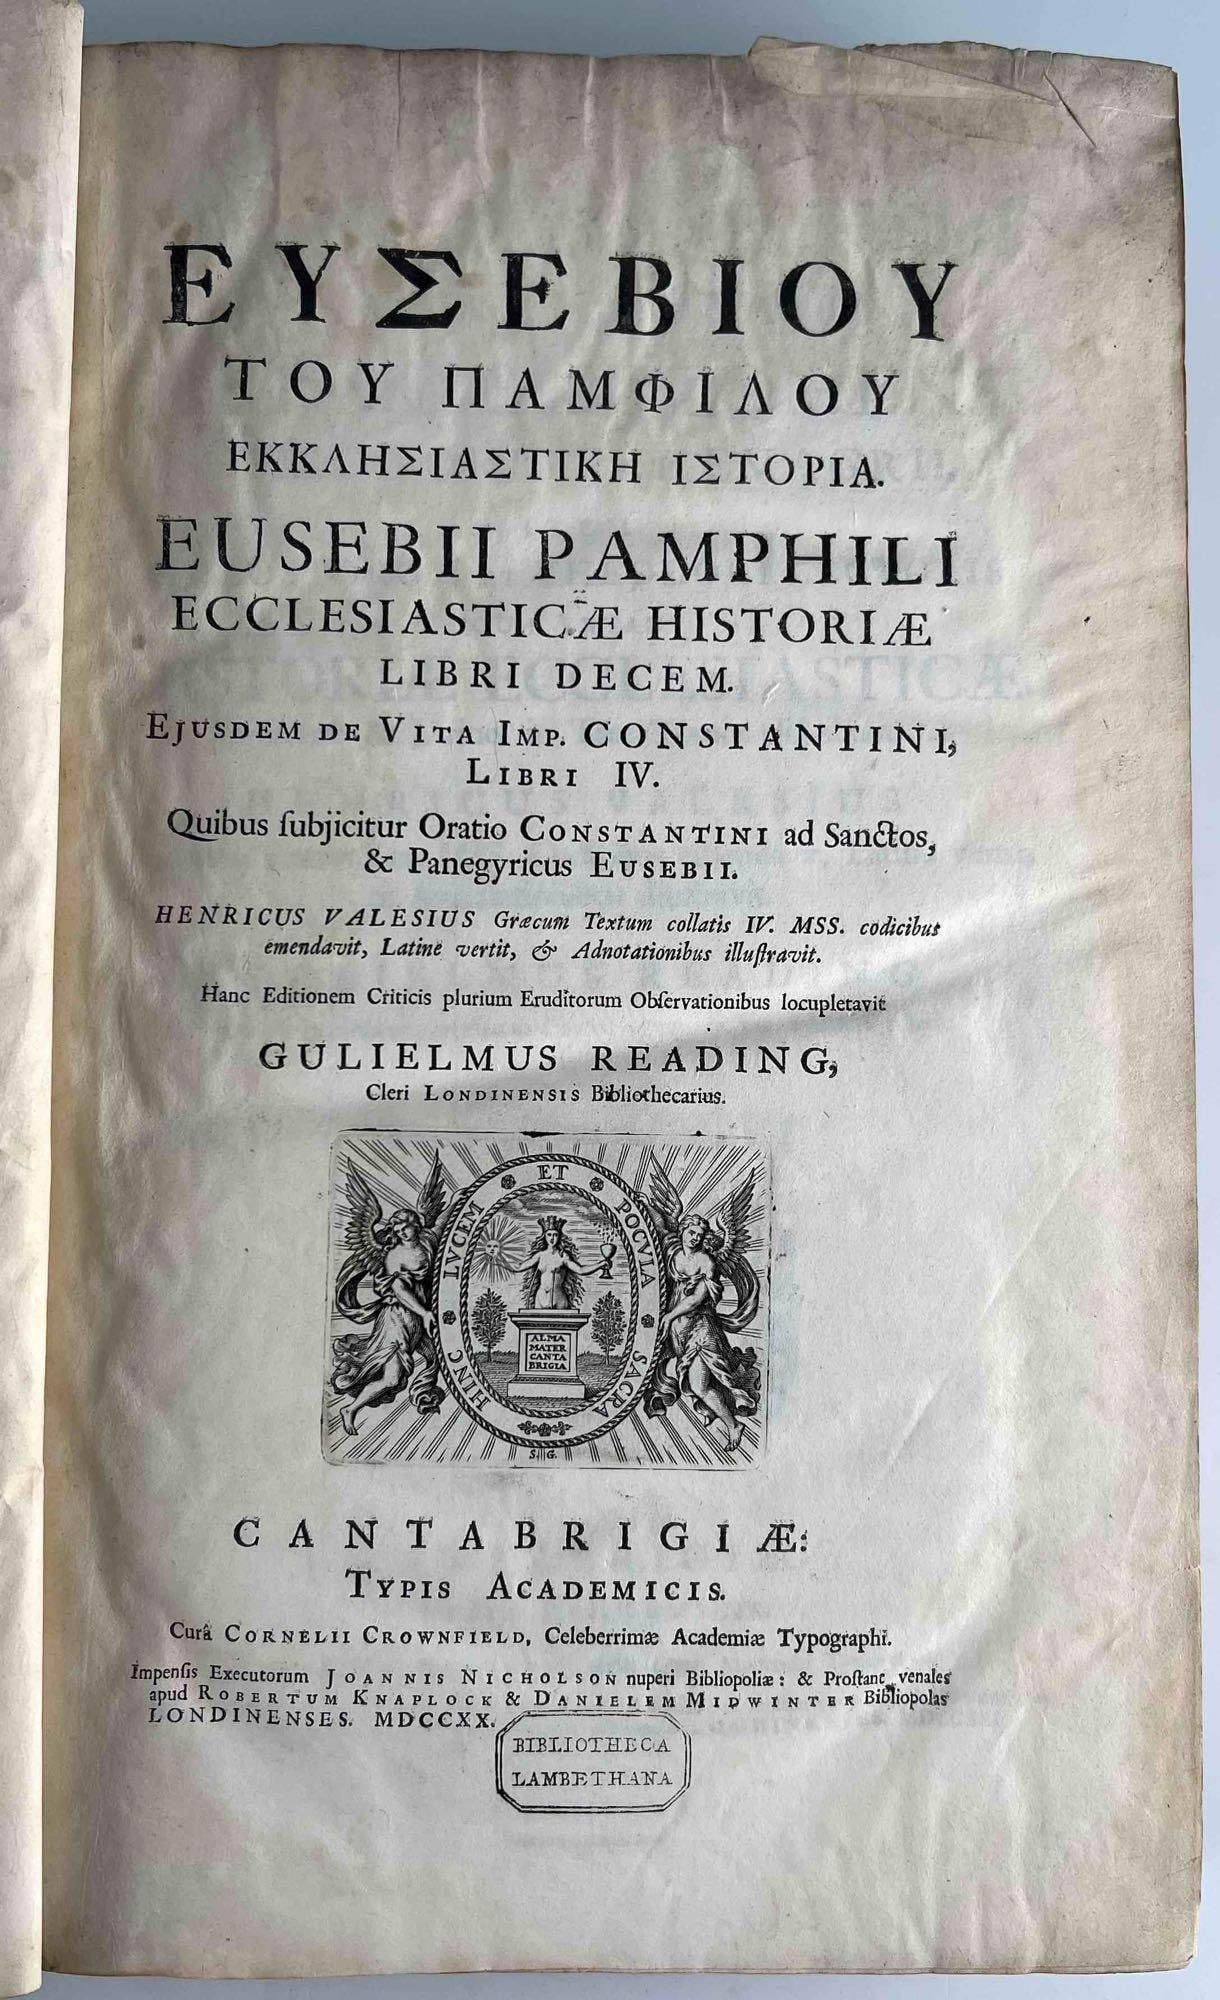 ΕΥΣΕΒΙΟΥ
ΤΟΥ ΠΑΜΦΙΛΟΥ
ΕΚΚΛΗΣΙΑΣΤΙΚΗ ΙΣΤΟΡΙΑ.
EUSEBII PAMPHILI
ECCLESIASTICÆ HISTORIÆ
LIBRI DECEM.
EJUSDEM DE VITA IMP. CONSTANTINI,
LIBRI IV.
Quibus ſubjicitur Oratio CONSTANTINI ad Sanctos,
& Panegyricus EUSEBII.
HENRICUS VALESIUS Græcum Textum collatis IV. MSS. codicibus
emendavit, Latine vertit, & Adnotationibus illuſtravit.
Hanc Editionem Criticis plurium Eruditorum Obſervationibus locupletavit
GULIELMUS READING,
Cleri LONDINENSIS Bibliothecarius.
HINC LVCEM ET POCVLA SACRA
ALMA
MATER
CANTA
BRIGIA
S. G.
CANTABRIGIÆ:
TYPIS ACADEMICIS.
Curâ CORNELII CROWNFIELD, Celeberrimæ Academiæ Typographi.
Impenſis Executorum JOANNIS NICHOLSON nuperi Bibliopolæ: & Proſtant venales
apud ROBERTUM KNAPLOCK & DANIELEM MIDWINTER Bibliopolas
LONDINENSES. MDCCXX.
BIBLIOTHECA
LAMBETHANA